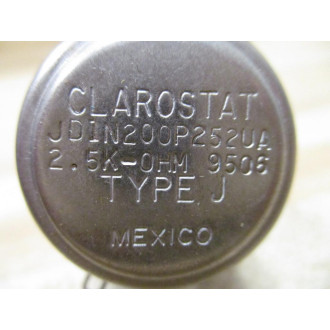 CLAROSTAT
JD1N200P252UA
2.5K-OHM 9506
TYPE J
MEXICO